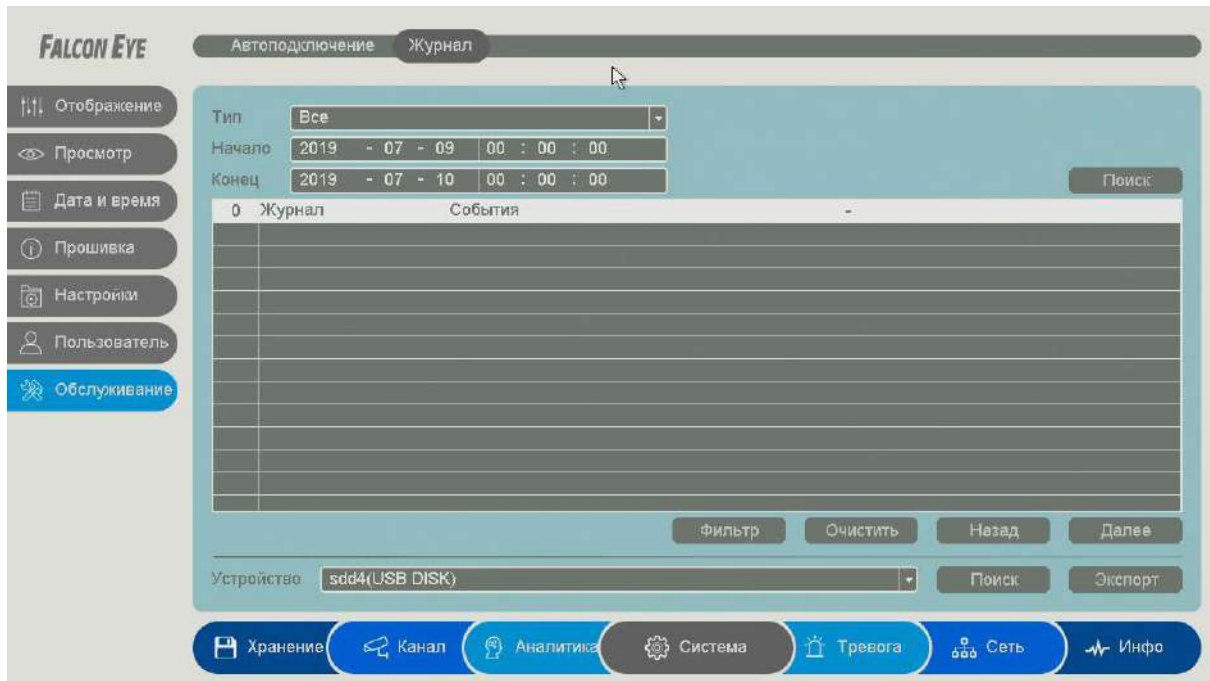 FALCON EYE
Автоподключение Журнал
Отображение
Просмотр
Дата и время
Прошивка
Настройки
Пользователь
Обслуживание
Тип Все
Начало 2019 - 07 - 09 00 : 00 : 00
Конец 2019 - 07 - 10 00 : 00 : 00
Поиск
0 Журнал События -
Фильтр Очистить Назад Далее
Устройство sdd4(USB DISK) Поиск Экспорт
Хранение Канал Аналитика Система Тревога Сеть Инфо